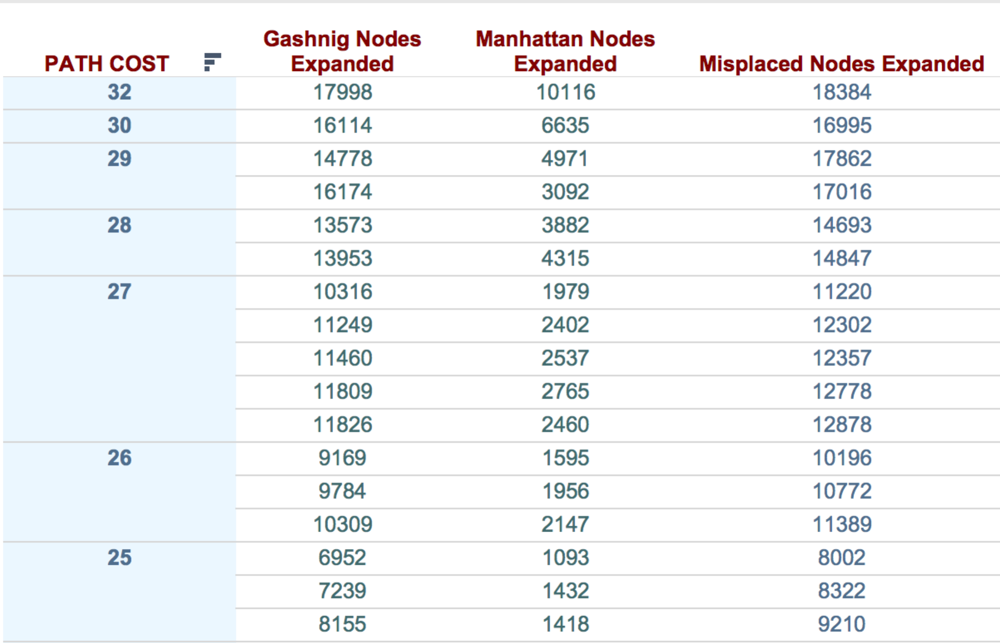 PATH COST Gashnig Nodes Expanded Manhattan Nodes Expanded Misplaced Nodes Expanded
32 17998 10116 18384
30 16114 6635 16995
29 14778 4971 17862
16174 3092 17016
28 13573 3882 14693
13953 4315 14847
27 10316 1979 11220
11249 2402 12302
11460 2537 12357
11809 2765 12778
11826 2460 12878
26 9169 1595 10196
9784 1956 10772
10309 2147 11389
25 6952 1093 8002
7239 1432 8322
8155 1418 9210